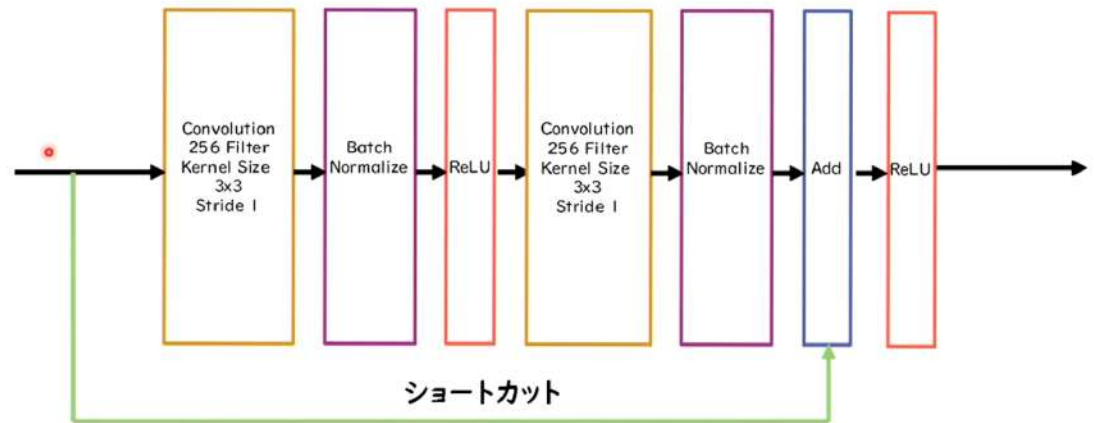 Convolution
256 Filter
Kernel Size
3x3
Stride 1
Batch
Normalize
ReLU
Convolution
256 Filter
Kernel Size
3x3
Stride 1
Batch
Normalize
Add
ReLU
ショートカット